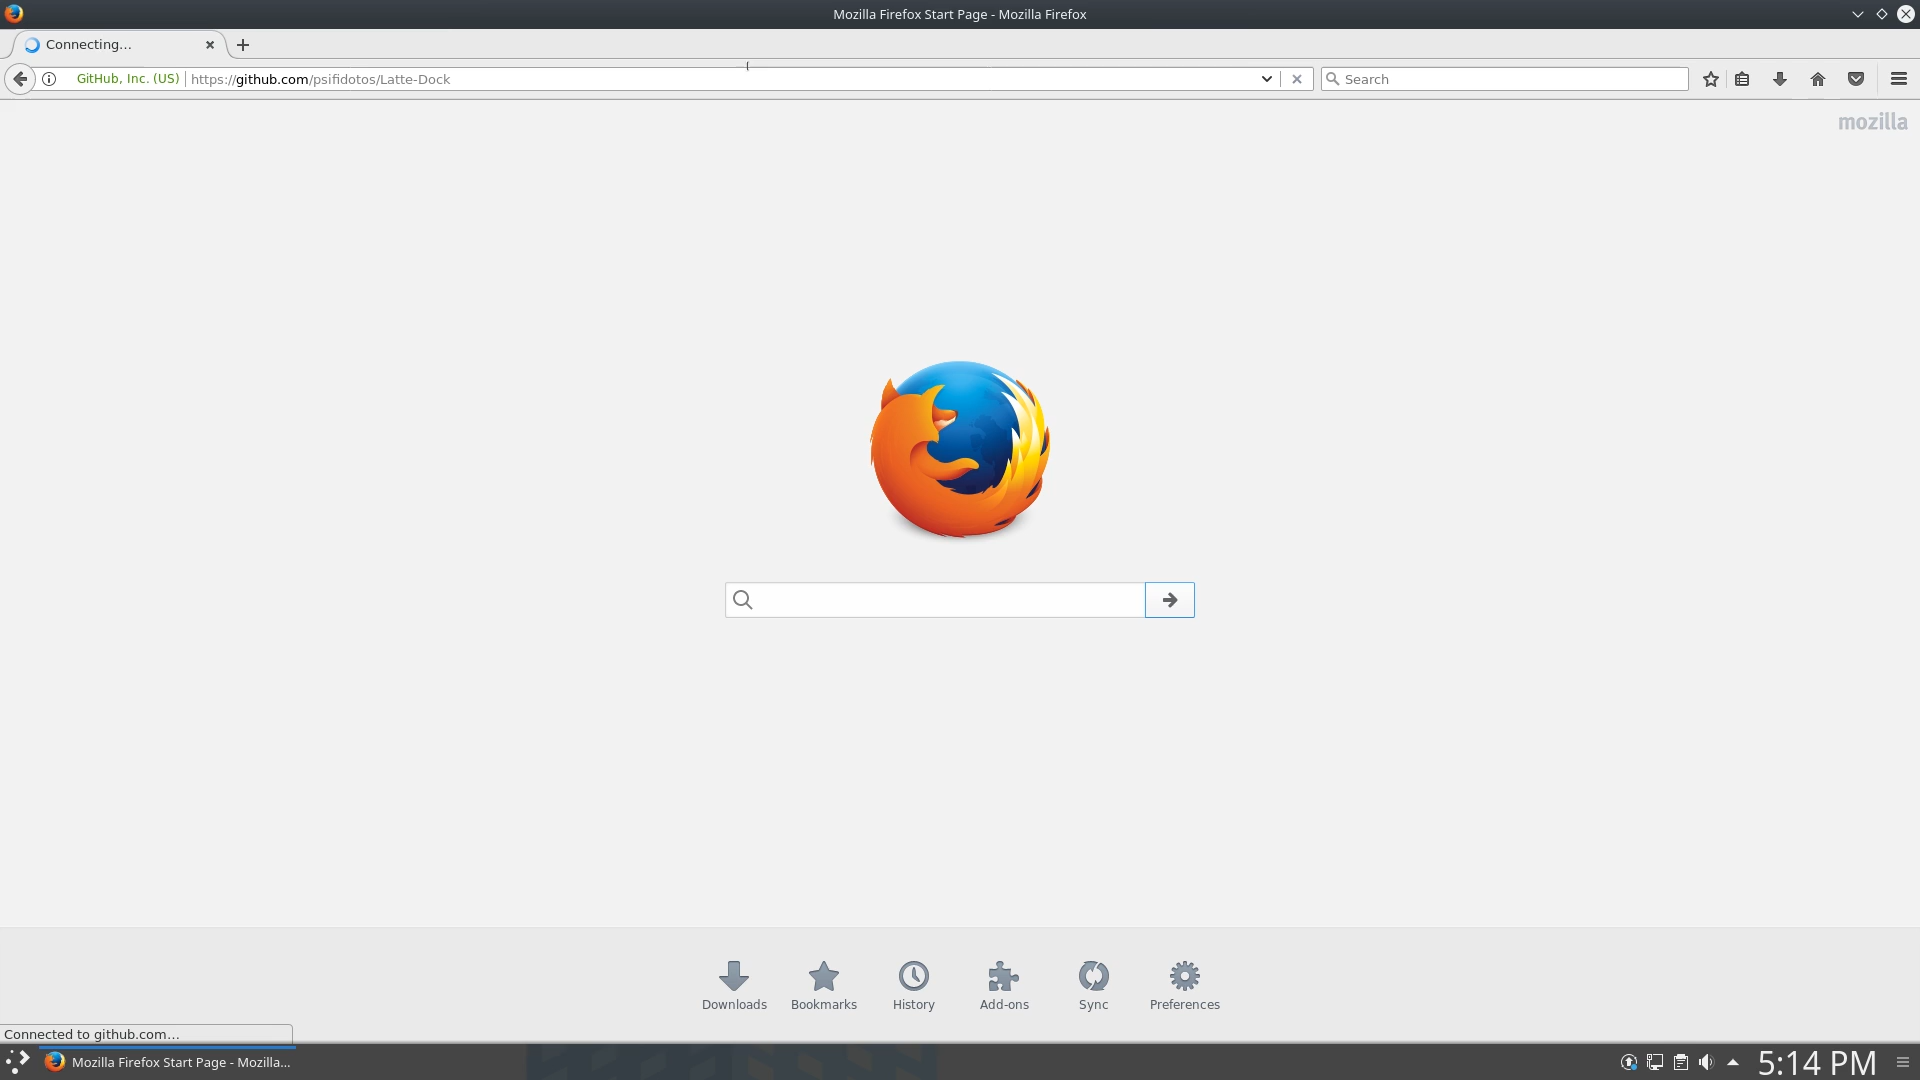 Mozilla Firefox Start Page - Mozilla Firefox
Connecting...
GitHub, Inc. (US) https://github.com/psifidotos/Latte-Dock
Search
mozilla
Downloads Bookmarks History Add-ons Sync Preferences
Connected to github.com...
Mozilla Firefox Start Page - Mozilla... 5:14 PM